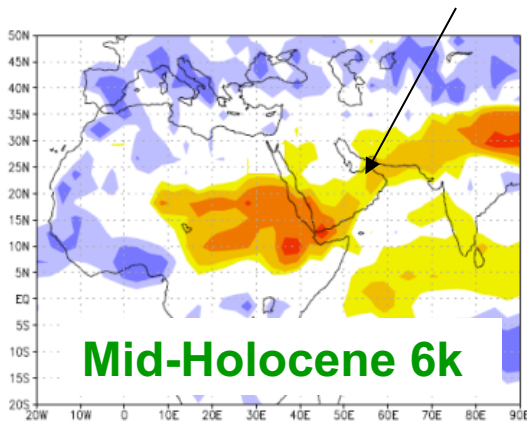 50N
45N
40N
35N
30N
25N
20N
15N
10N
5N
EQ
5S
10S
15S
20S
Mid-Holocene 6k
20W 10W 0 10E 20E 30E 40E 50E 60E 70E 80E 90E